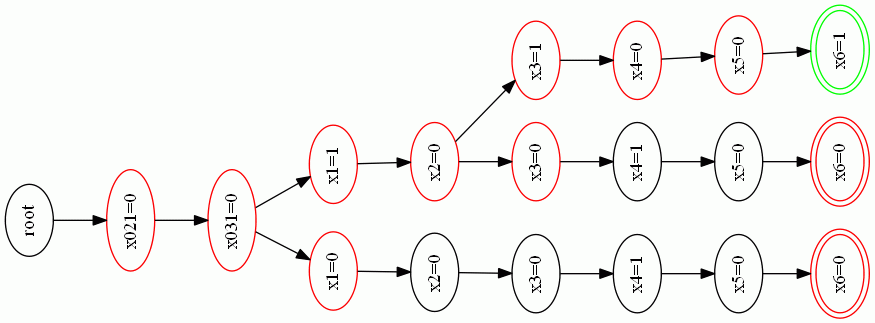 root
x021=0
x031=0
x1=1
x2=0
x3=1
x4=0
x5=0
x6=1
x3=0
x4=1
x5=0
x6=0
x1=0
x2=0
x3=0
x4=1
x5=0
x6=0